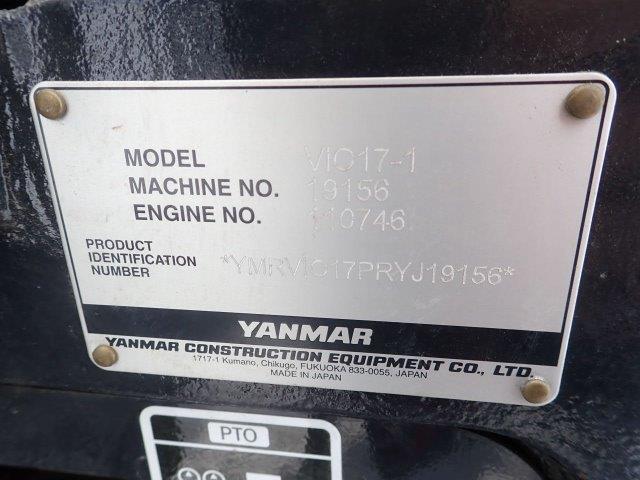 MODEL VIO17-1
MACHINE NO. 19156
ENGINE NO. 110746
PRODUCT IDENTIFICATION NUMBER *YMRVIO17PRYJ19156*
YANMAR
YANMAR CONSTRUCTION EQUIPMENT CO., LTD.
1717-1 Kumano, Chikugo, FUKUOKA 833-0055, JAPAN
MADE IN JAPAN
PTO